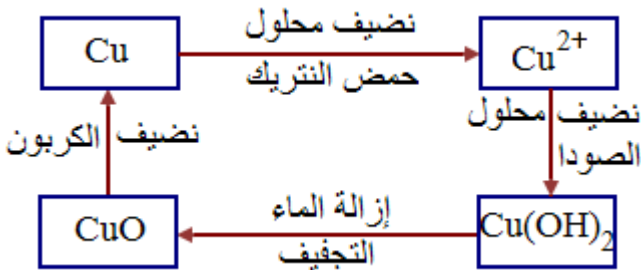 Cu
نضيف محلول
حمض النتريك
Cu²⁺
نضيف محلول
الصودا
Cu(OH)₂
إزالة الماء
التجفيف
CuO
نضيف الكربون